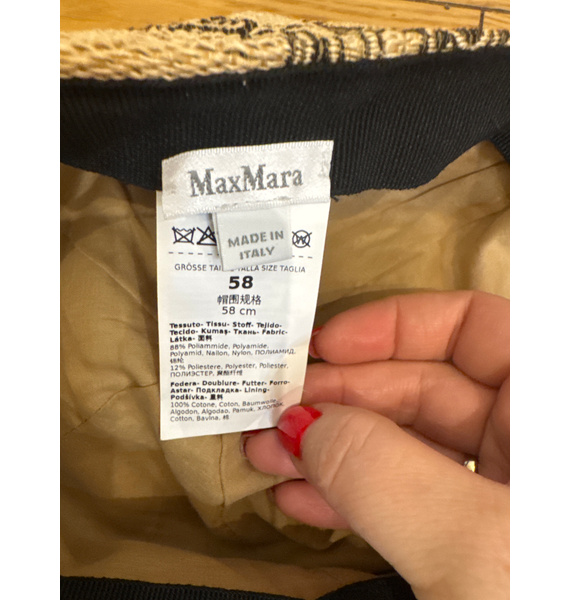 MaxMara
MADE IN
ITALY
GRÖSSE TALLA SIZE TAGLIA
58
帽围规格
58 cm
Tessuto- Tissu- Stoff- Tejido-
Tecido- Kumaş- Ткань- Fabric-
Látka- 面料
88% Poliammide, Polyamide,
Polyamid, Nailon, Nylon, ПОЛИАМИД,
锦纶
12% Poliestere, Polyester, Poliester,
ПОЛИЭСТЕР, 聚酯纤维
Fodera- Doublure- Futter- Forro-
Astar- Подкладка- Lining-
Podšívka- 里料
100% Cotone, Coton, Baumwolle,
Algodon, Algodao, Pamuk, ХЛОПОК,
Cotton, Bavlna, 棉